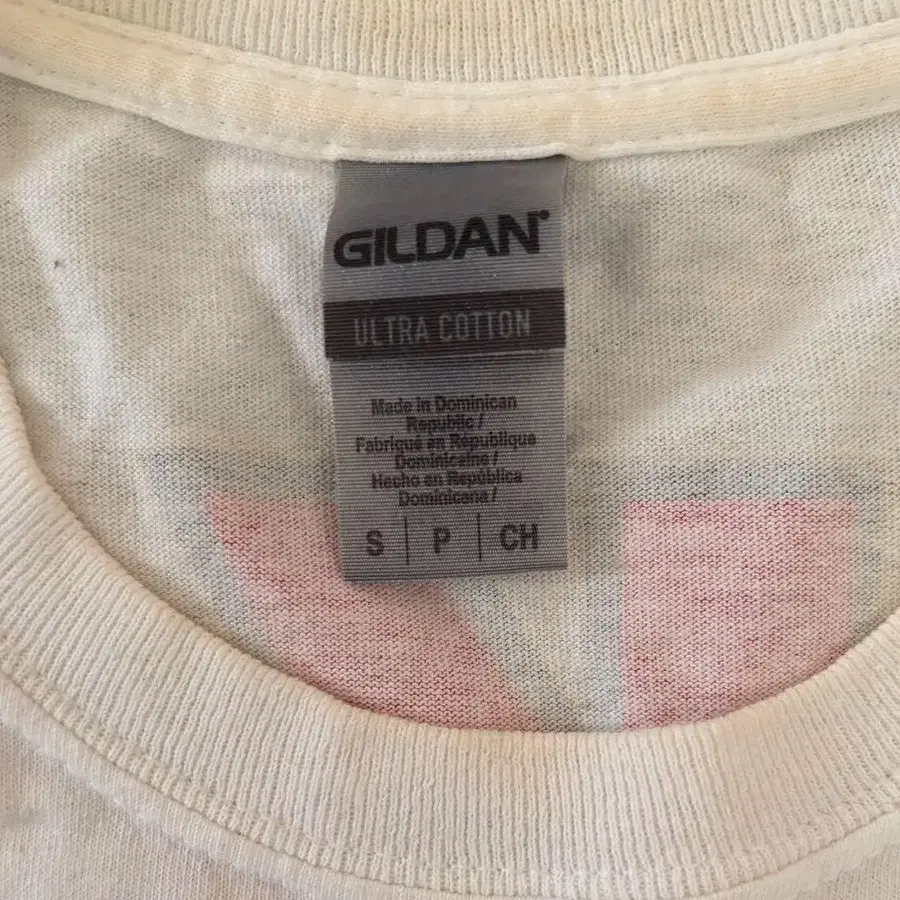 GILDAN®
ULTRA COTTON
Made in Dominican
Republic /
Fabriqué en République
Dominicaine /
Hecho en República
Dominicana /
S | P | CH